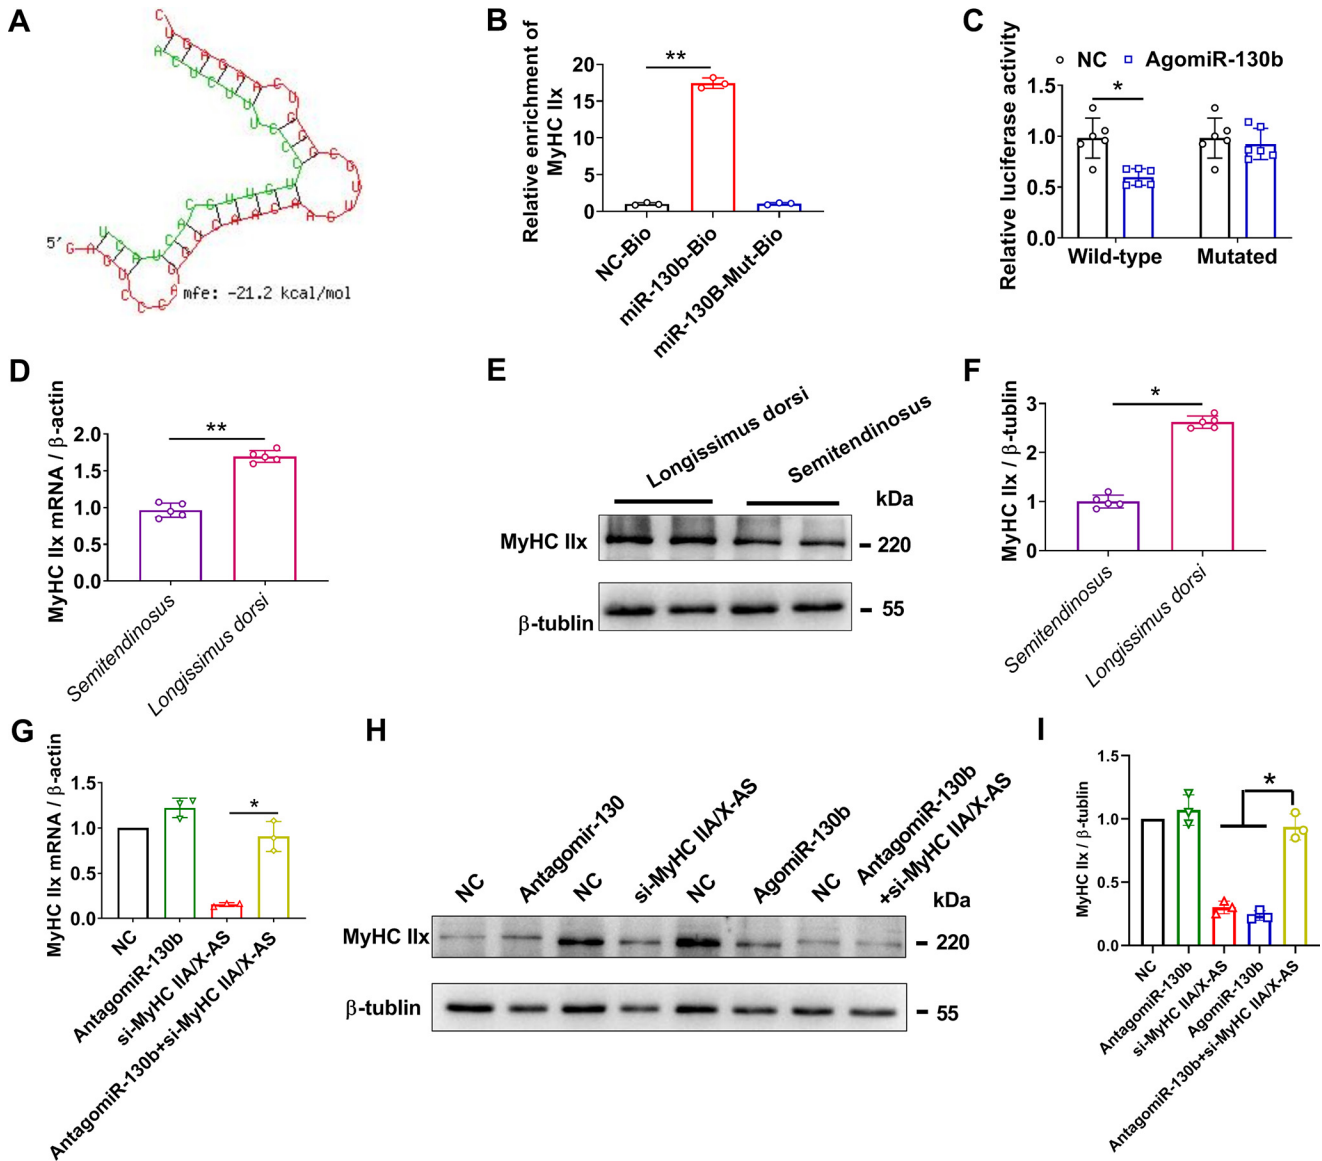 A
5'
mfe: -21.2 kcal/mol
B
Relative enrichment of
MyHC IIx
20
15
10
5
0
NC-Bio
miR-130b-Bio
miR-130B-Mut-Bio
**
C
Relative luciferase activity
NC
AgomiR-130b
1.5
1.0
0.5
0.0
*
Wild-type
Mutated
D
MyHC IIx mRNA / β-actin
2.0
1.5
1.0
0.5
0.0
**
Semitendinosus
Longissimus dorsi
E
Longissimus dorsi
Semitendinosus
kDa
MyHC IIx
220
β-tublin
55
F
MyHC IIx / β-tublin
3
2
1
0
*
Semitendinosus
Longissimus dorsi
G
MyHC IIx mRNA / β-actin
1.5
1.0
0.5
0.0
*
NC
AntagomiR-130b
si-MyHC IIA/X-AS
AntagomiR-130b+si-MyHC IIA/X-AS
H
NC
Antagomir-130
NC
si-MyHC IIA/X-AS
NC
AgomiR-130b
NC
AntagomiR-130b
+si-MyHC IIA/X-AS
kDa
MyHC IIx
220
β-tublin
55
I
MyHC IIx / β-tublin
1.5
1.0
0.5
0.0
*
NC
AntagomiR-130b
si-MyHC IIA/X-AS
AgomiR-130b
AntagomiR-130b+si-MyHC IIA/X-AS